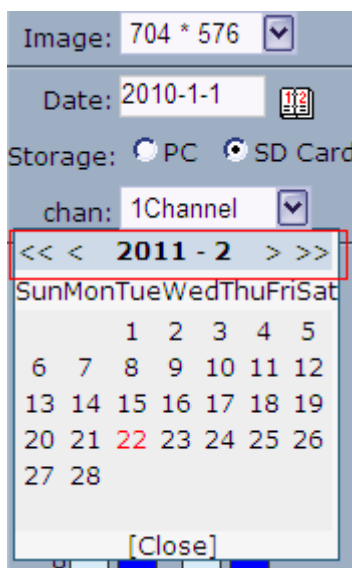 Image: 704 * 576
Date: 2010-1-1 12
Storage: PC SD Card
chan: 1Channel
<< < 2011 - 2 > >>
SunMonTueWedThuFriSat
1 2 3 4 5
6 7 8 9 10 11 12
13 14 15 16 17 18 19
20 21 22 23 24 25 26
27 28
[Close]